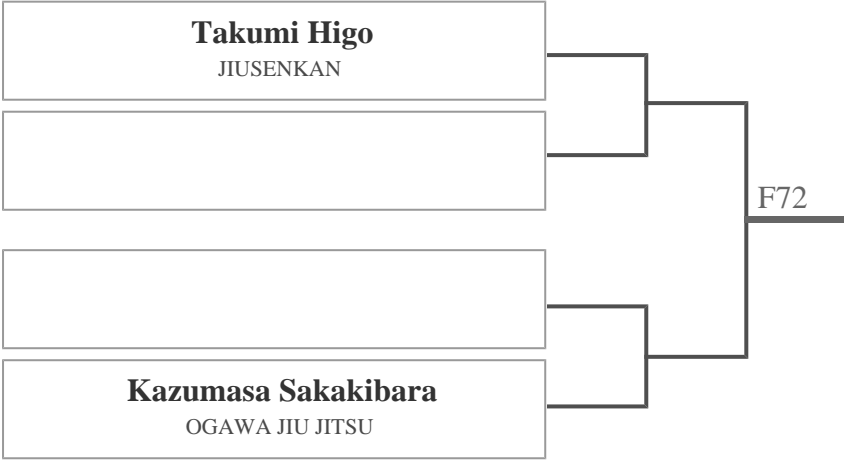 Takumi Higo
JIUSENKAN
F72
Kazumasa Sakakibara
OGAWA JIU JITSU